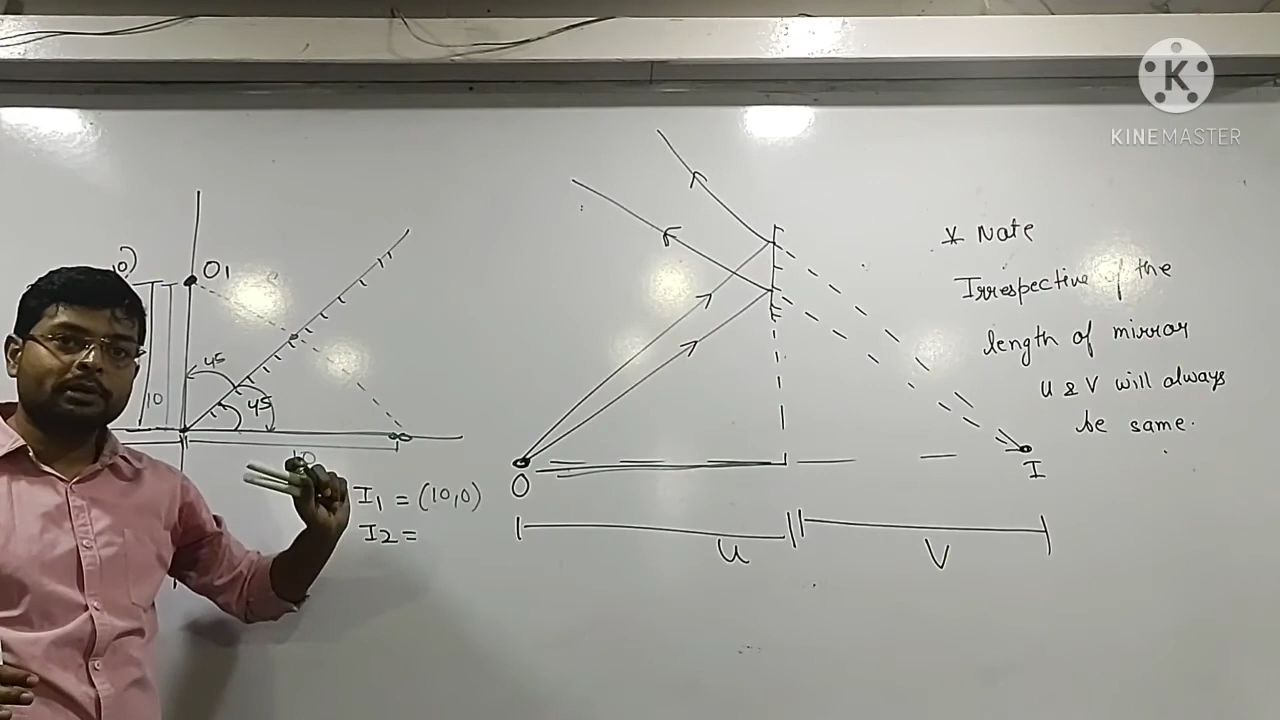 K
KINEMASTER
0)
O1
45
45
10
10
I1 = (10,0)
I2 =
O
I
U
V
* Note
Irrespective of the
length of mirror
U & V will always
be same.